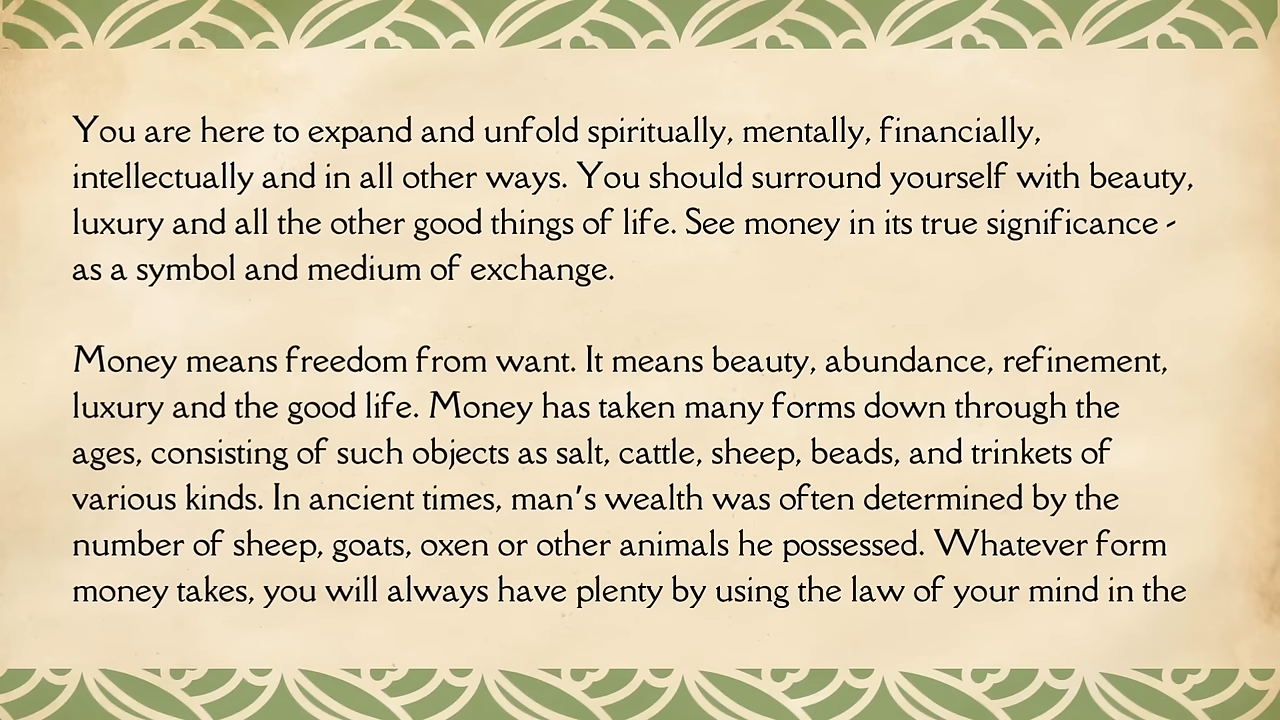 You are here to expand and unfold spiritually, mentally, financially,
intellectually and in all other ways. You should surround yourself with beauty,
luxury and all the other good things of life. See money in its true significance -
as a symbol and medium of exchange.
Money means freedom from want. It means beauty, abundance, refinement,
luxury and the good life. Money has taken many forms down through the
ages, consisting of such objects as salt, cattle, sheep, beads, and trinkets of
various kinds. In ancient times, man's wealth was often determined by the
number of sheep, goats, oxen or other animals he possessed. Whatever form
money takes, you will always have plenty by using the law of your mind in the